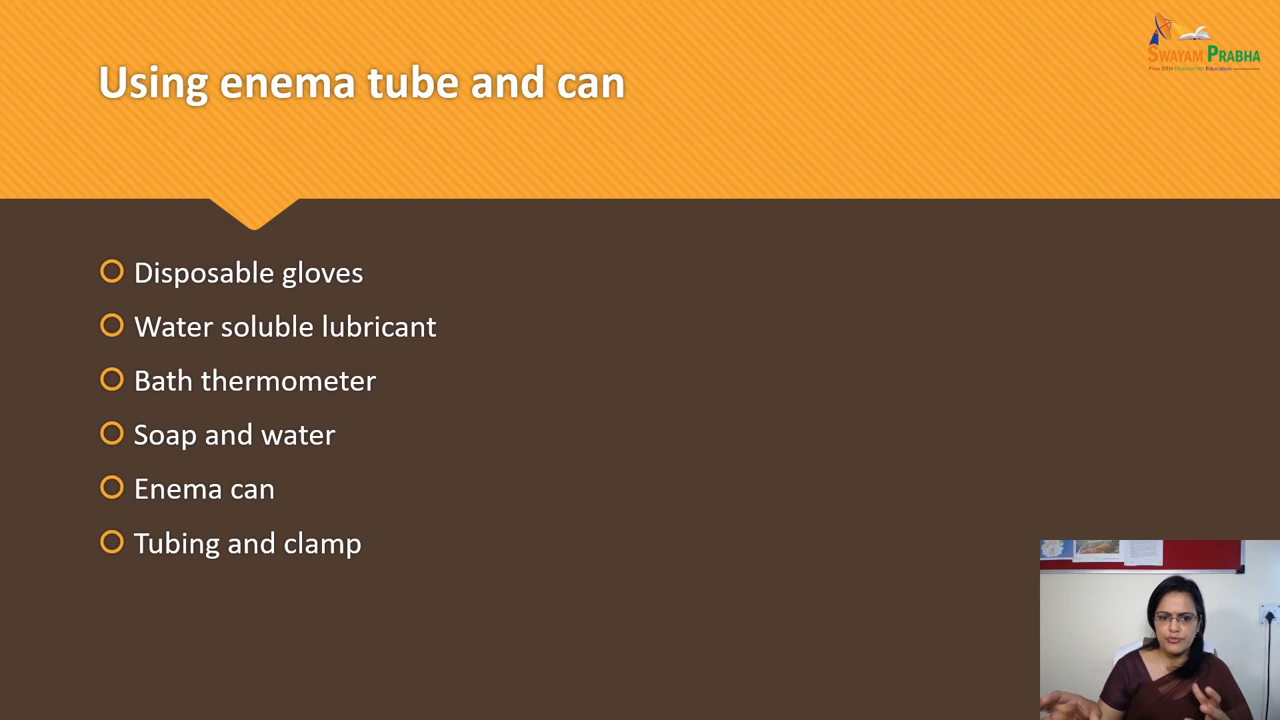 Using enema tube and can
SWAYAM PRABHA
Free DTH Channel for Education
Disposable gloves
Water soluble lubricant
Bath thermometer
Soap and water
Enema can
Tubing and clamp